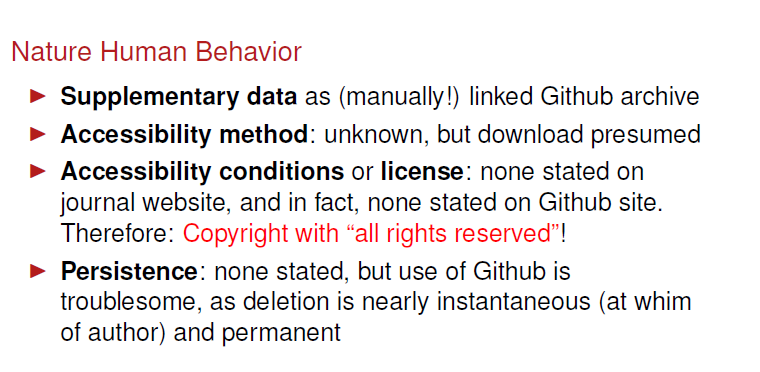 Nature Human Behavior
▶ Supplementary data as (manually!) linked Github archive
▶ Accessibility method: unknown, but download presumed
▶ Accessibility conditions or license: none stated on
journal website, and in fact, none stated on Github site.
Therefore: Copyright with “all rights reserved”!
▶ Persistence: none stated, but use of Github is
troublesome, as deletion is nearly instantaneous (at whim
of author) and permanent